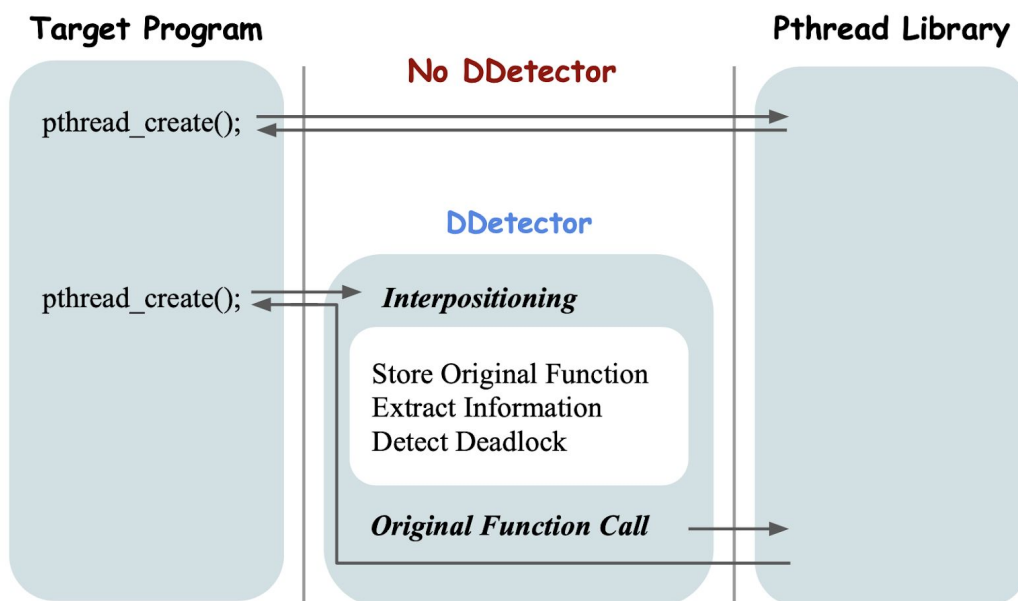 Target Program
Pthread Library
No DDetector
pthread_create();
DDetector
pthread_create();
Interpositioning
Store Original Function
Extract Information
Detect Deadlock
Original Function Call